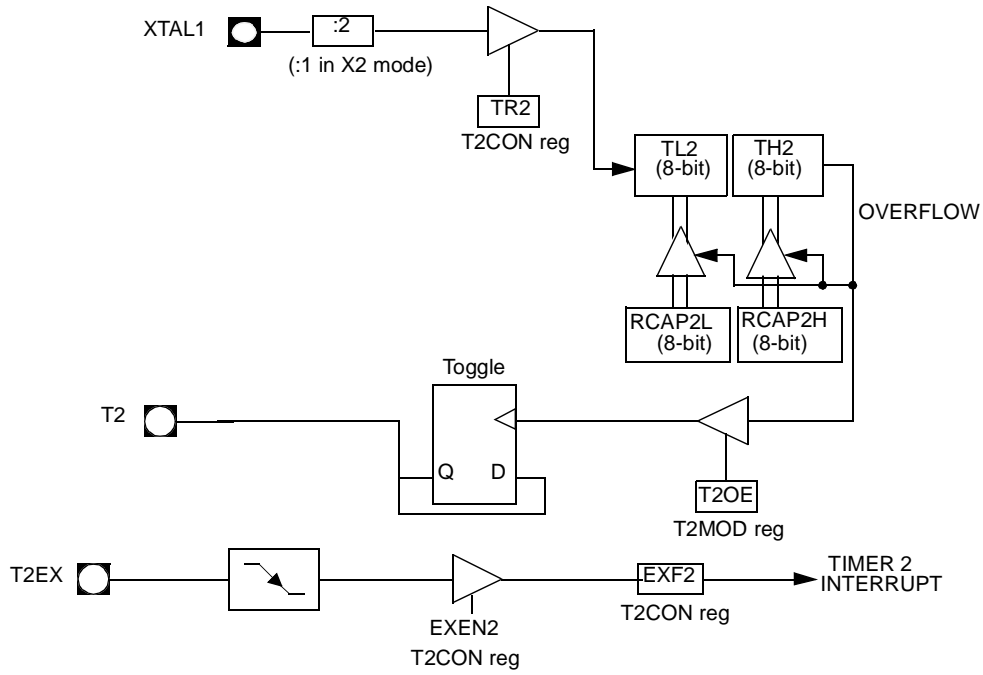 XTAL1
:2
(:1 in X2 mode)
TR2
T2CON reg
TL2
(8-bit)
TH2
(8-bit)
OVERFLOW
RCAP2L
(8-bit)
RCAP2H
(8-bit)
Toggle
T2
Q
D
T2OE
T2MOD reg
T2EX
EXEN2
T2CON reg
EXF2
T2CON reg
TIMER 2
INTERRUPT